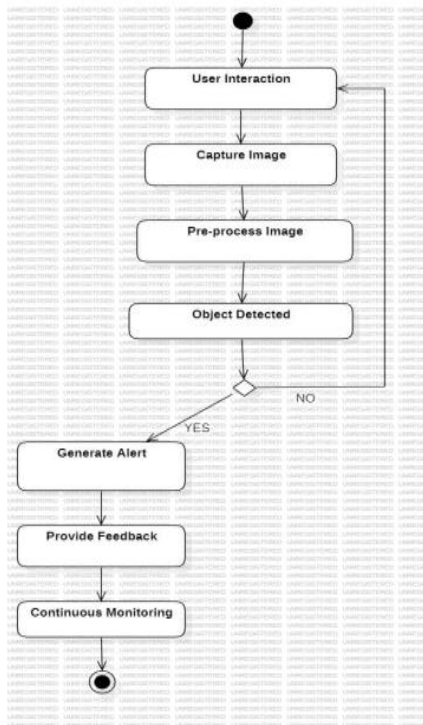 User Interaction
Capture Image
Pre-process Image
Object Detected
NO
YES
Generate Alert
Provide Feedback
Continuous Monitoring